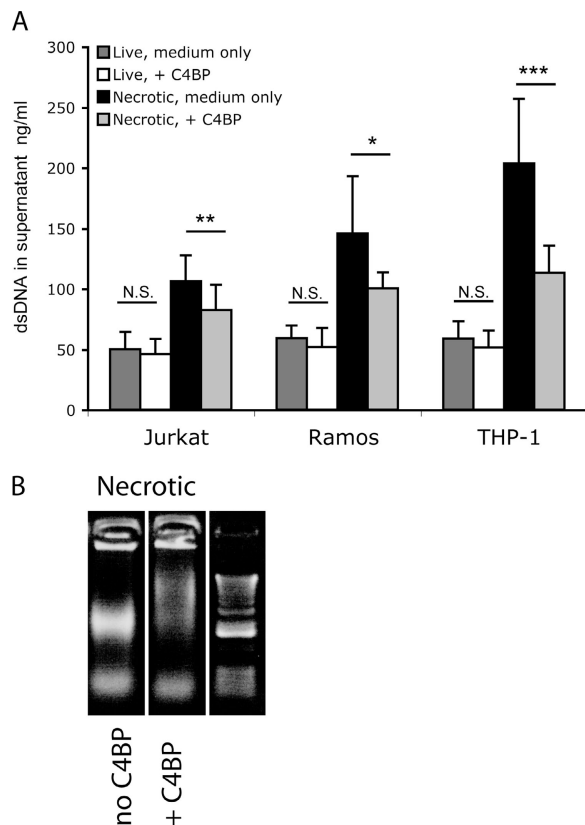 A
dsDNA in supernatant ng/ml
300
250
200
150
100
50
0
Live, medium only
Live, + C4BP
Necrotic, medium only
Necrotic, + C4BP
N.S.
**
N.S.
*
N.S.
***
Jurkat
Ramos
THP-1
B
Necrotic
no C4BP
+ C4BP